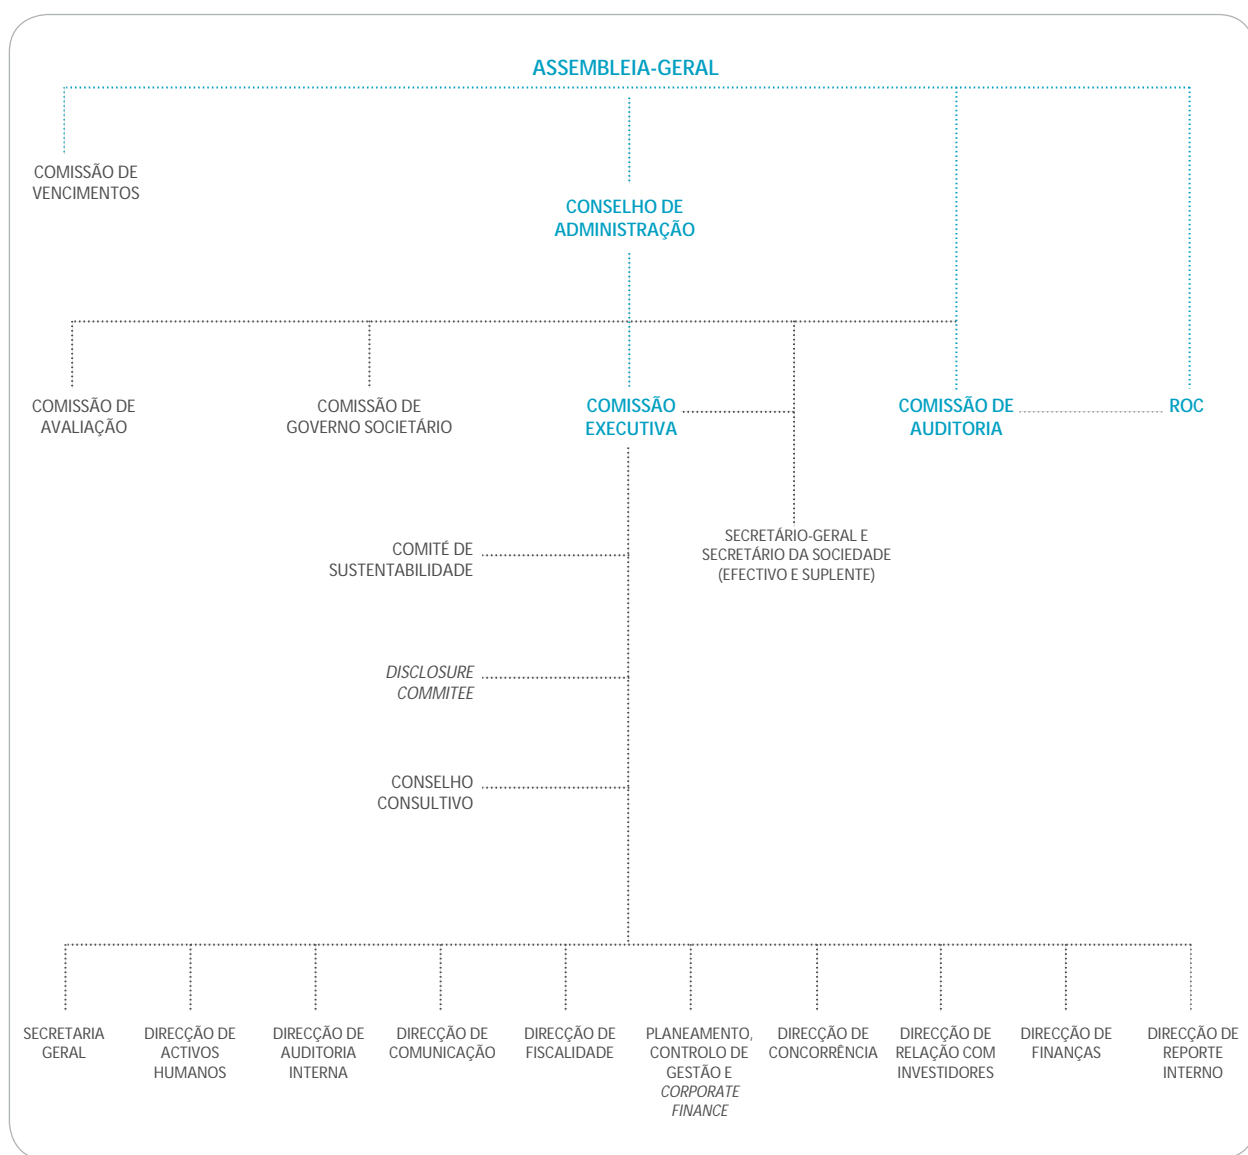 ASSEMBLEIA-GERAL
COMISSÃO DE
VENCIMENTOS
CONSELHO DE
ADMINISTRAÇÃO
COMISSÃO DE
AVALIAÇÃO
COMISSÃO DE
GOVERNO SOCIETÁRIO
COMISSÃO
EXECUTIVA
COMISSÃO DE
AUDITORIA
ROC
SECRETÁRIO-GERAL E
SECRETÁRIO DA SOCIEDADE
(EFECTIVO E SUPLENTE)
COMITÉ DE
SUSTENTABILIDADE
DISCLOSURE
COMMITEE
CONSELHO
CONSULTIVO
SECRETARIA
GERAL
DIRECÇÃO DE
ACTIVOS
HUMANOS
DIRECÇÃO DE
AUDITORIA
INTERNA
DIRECÇÃO DE
COMUNICAÇÃO
DIRECÇÃO DE
FISCALIDADE
PLANEAMENTO,
CONTROLO DE
GESTÃO E
CORPORATE
FINANCE
DIRECÇÃO DE
CONCORRÊNCIA
DIRECÇÃO DE
RELAÇÃO COM
INVESTIDORES
DIRECÇÃO DE
FINANÇAS
DIRECÇÃO DE
REPORTE
INTERNO